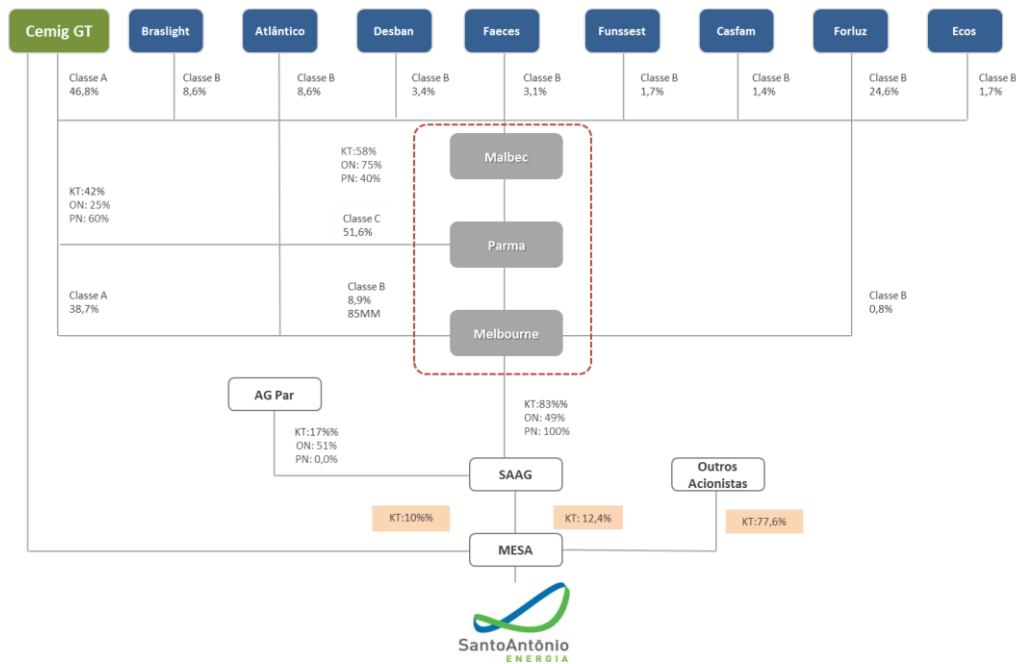 Cemig GT
Braslight
Atlântico
Desban
Faeces
Funssest
Casfam
Forluz
Ecos
Classe A
46,8%
Classe B
8,6%
Classe B
8,6%
Classe B
3,4%
Classe B
3,1%
Classe B
1,7%
Classe B
1,4%
Classe B
24,6%
Classe B
1,7%
Malbec
KT:58%
ON: 75%
PN: 40%
KT:42%
ON: 25%
PN: 60%
Classe C
51,6%
Parma
Classe A
38,7%
Classe B
8,9%
85MM
Classe B
0,8%
Melbourne
AG Par
KT:83%%
ON: 49%
PN: 100%
KT:17%%
ON: 51%
PN: 0,0%
SAAG
Outros
Acionistas
KT:10%%
KT: 12,4%
KT:77,6%
MESA
SantoAntônio
ENERGIA